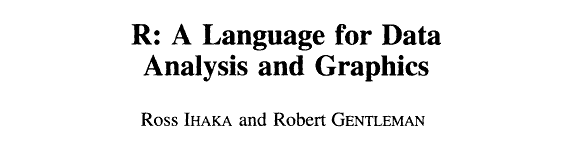 R: A Language for Data
Analysis and Graphics
Ross IHAKA and Robert GENTLEMAN